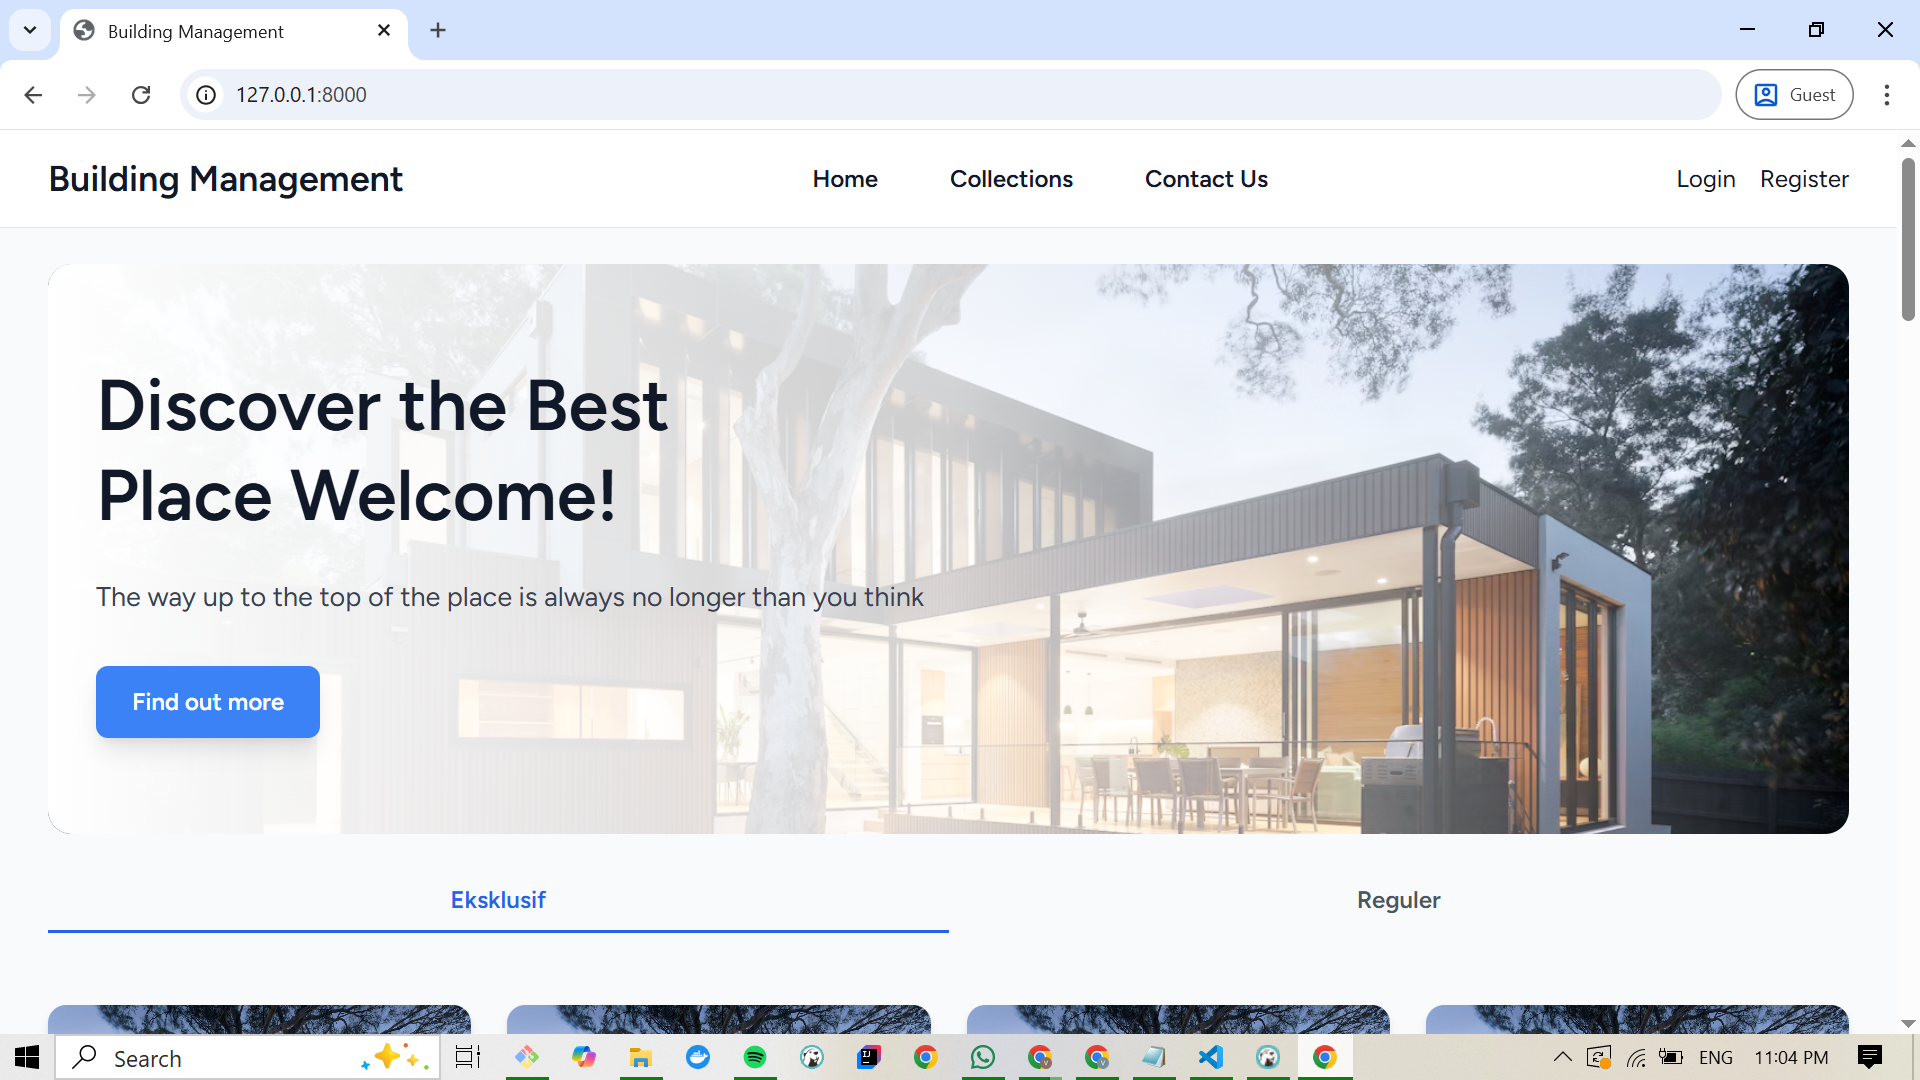 Building Management
127.0.0.1:8000
Guest
Building Management
Home
Collections
Contact Us
Login
Register
Discover the Best
Place Welcome!
The way up to the top of the place is always no longer than you think
Find out more
Eksklusif
Reguler
Search
ENG
11:04 PM